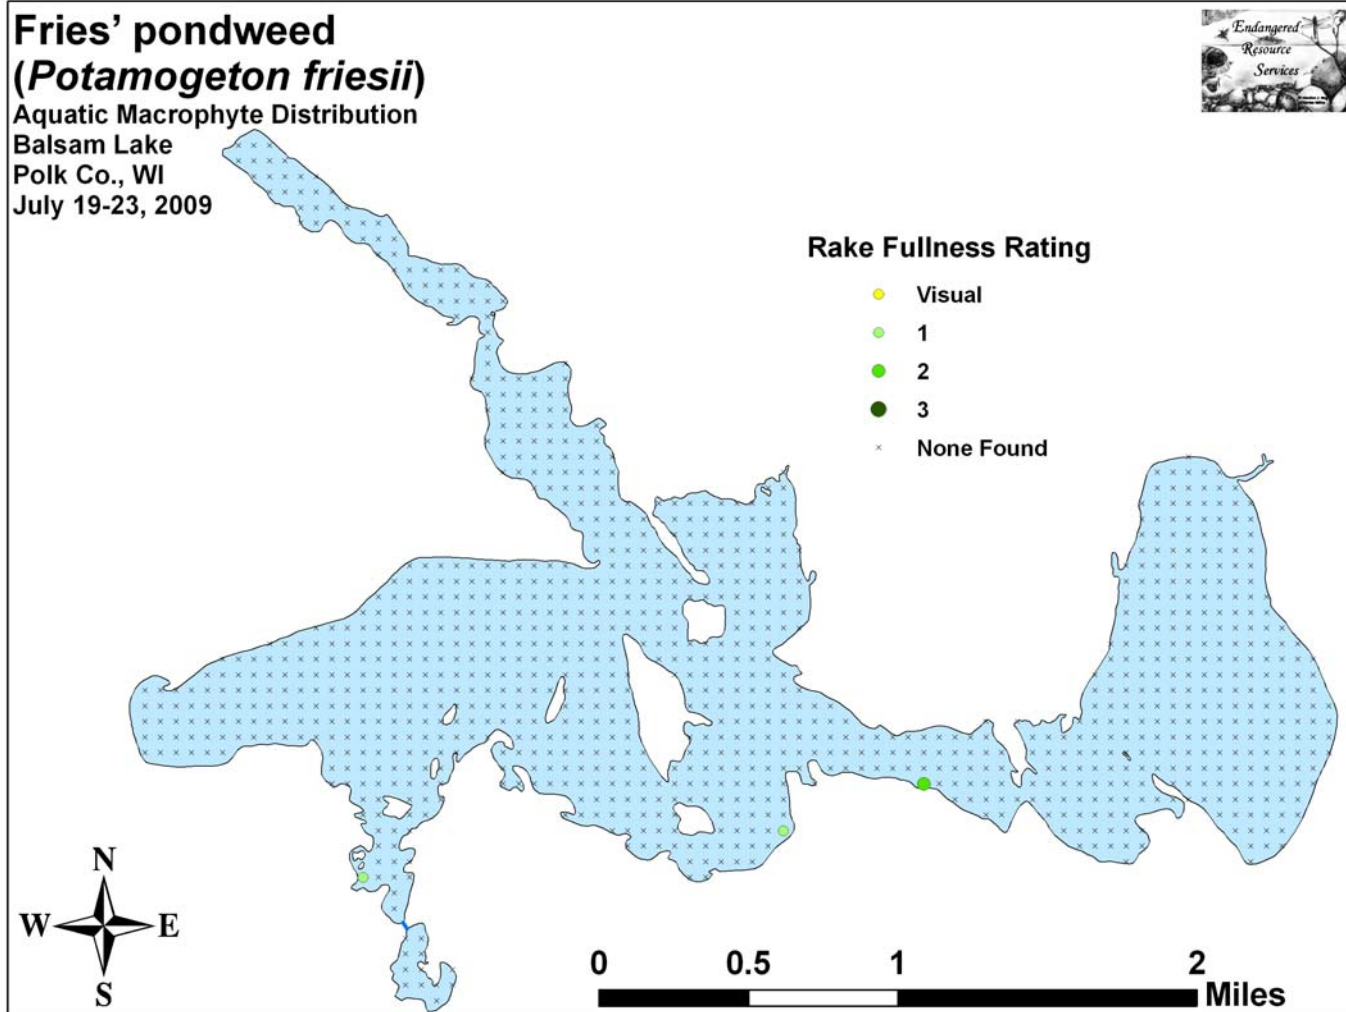 Fries’ pondweed
(Potamogeton friesii)
Aquatic Macrophyte Distribution
Balsam Lake
Polk Co., WI
July 19-23, 2009
Endangered
Resource
Services
Rake Fullness Rating
Visual
1
2
3
None Found
N
W E
S
0 0.5 1 2
Miles